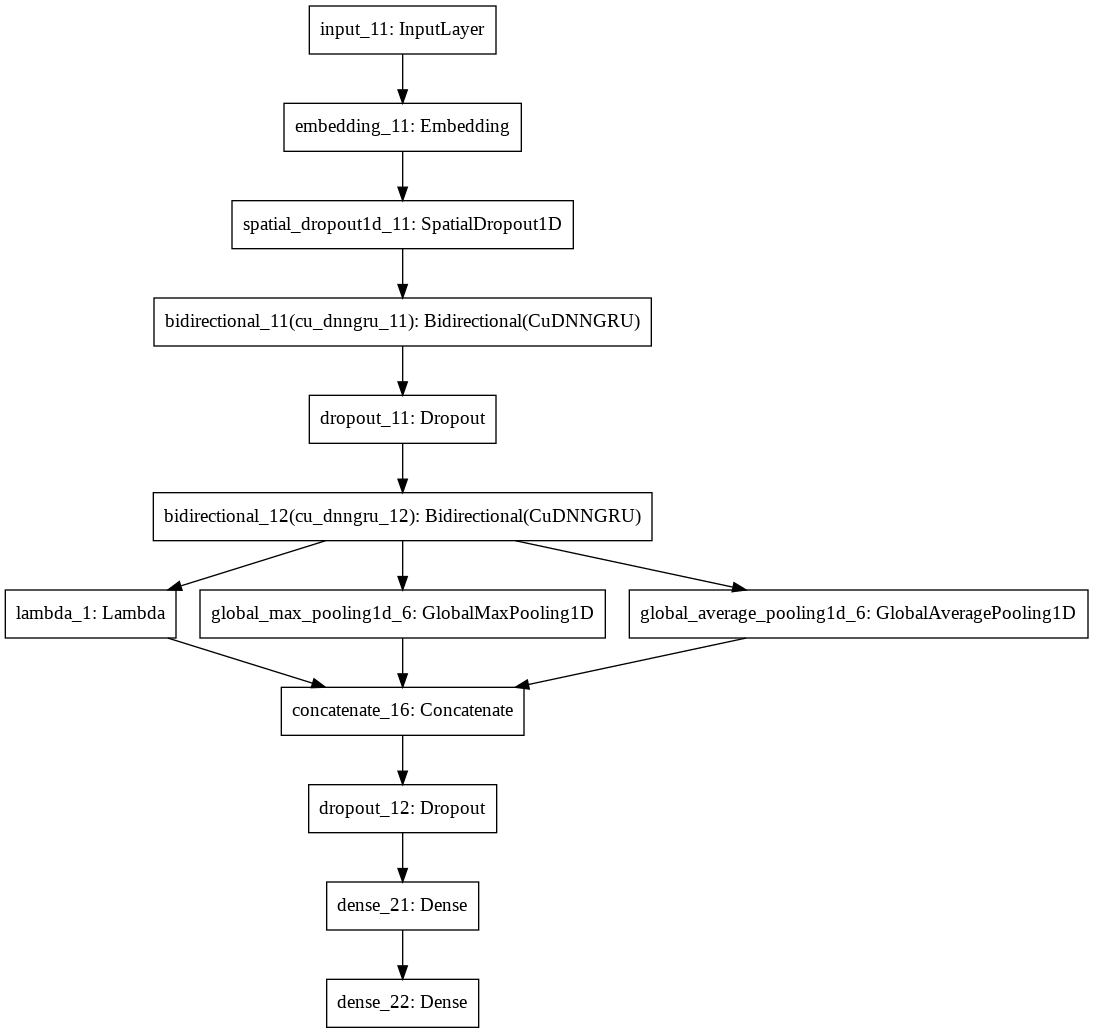 input_11: InputLayer
embedding_11: Embedding
spatial_dropout1d_11: SpatialDropout1D
bidirectional_11(cu_dnngru_11): Bidirectional(CuDNNGRU)
dropout_11: Dropout
bidirectional_12(cu_dnngru_12): Bidirectional(CuDNNGRU)
lambda_1: Lambda
global_max_pooling1d_6: GlobalMaxPooling1D
global_average_pooling1d_6: GlobalAveragePooling1D
concatenate_16: Concatenate
dropout_12: Dropout
dense_21: Dense
dense_22: Dense